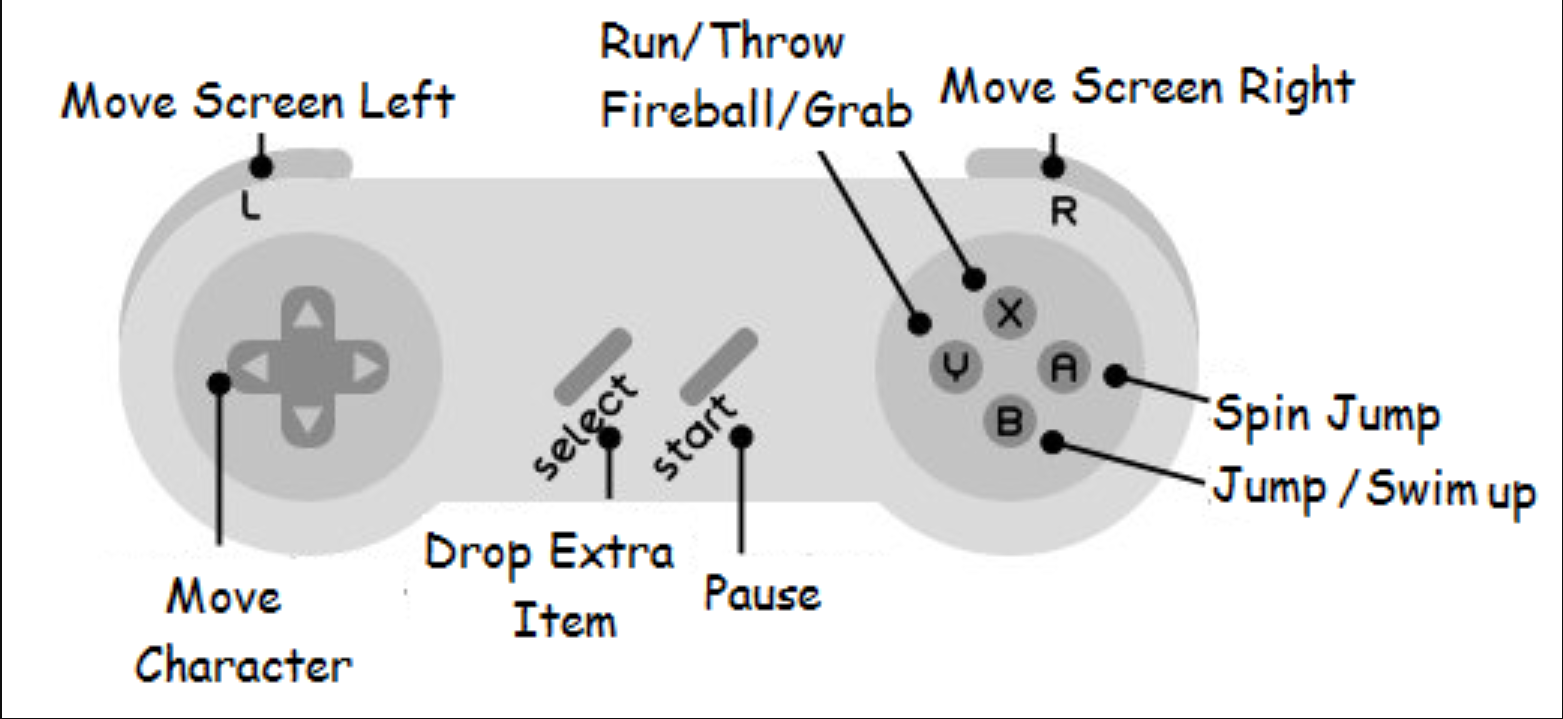 Run/Throw
Fireball/Grab
Move Screen Left
Move Screen Right
L
R
X
Y
A
B
select
start
Spin Jump
Jump/Swim up
Drop Extra
Item
Pause
Move
Character